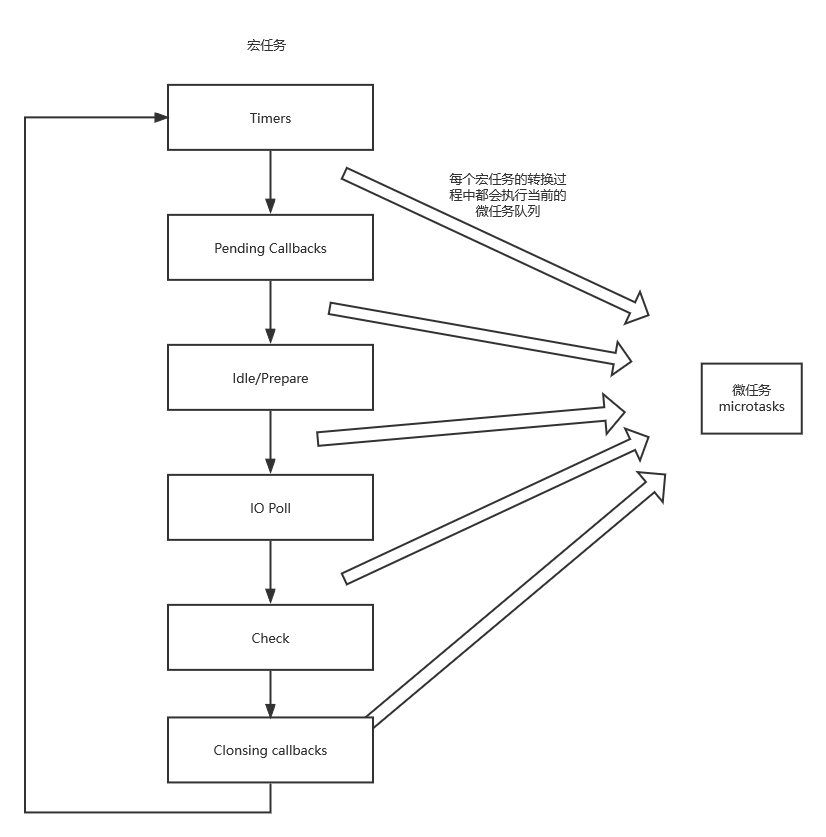 宏任务
Timers
每个宏任务的转换过
程中都会执行当前的
微任务队列
Pending Callbacks
Idle/Prepare
微任务
microtasks
IO Poll
Check
Clonsing callbacks